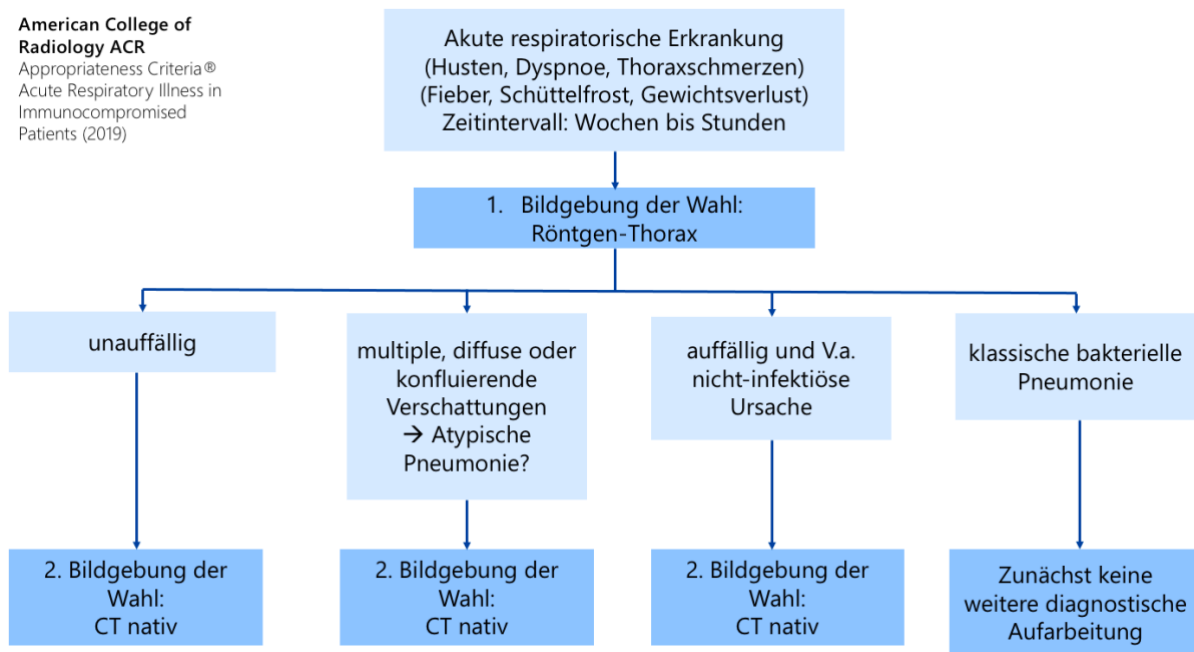 American College of
Radiology ACR
Appropriateness Criteria®
Acute Respiratory Illness in
Immunocompromised
Patients (2019)
Akute respiratorische Erkrankung
(Husten, Dyspnoe, Thoraxschmerzen)
(Fieber, Schüttelfrost, Gewichtsverlust)
Zeitintervall: Wochen bis Stunden
1. Bildgebung der Wahl:
Röntgen-Thorax
unauffällig
multiple, diffuse oder
konfluierende
Verschattungen
→ Atypische
Pneumonie?
auffällig und V.a.
nicht-infektiöse
Ursache
klassische bakterielle
Pneumonie
2. Bildgebung der
Wahl:
CT nativ
2. Bildgebung der
Wahl:
CT nativ
2. Bildgebung der
Wahl:
CT nativ
Zunächst keine
weitere diagnostische
Aufarbeitung